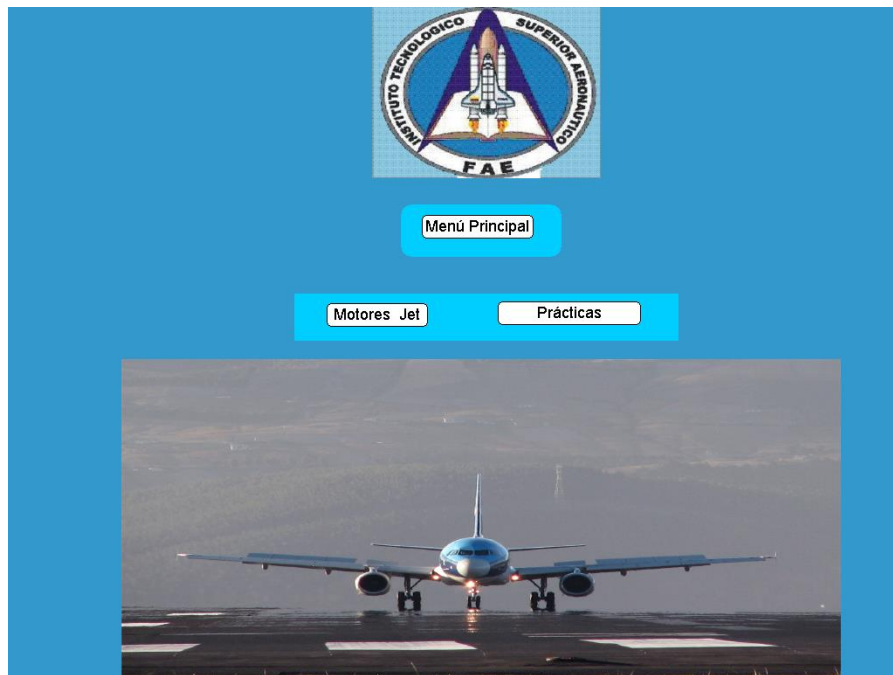 INSTITUTO TECNOLOGICO SUPERIOR AERONAUTICO
FAE
Menú Principal
Motores Jet
Prácticas